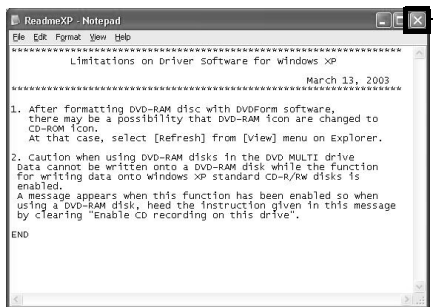 ReadmeXP - Notepad
File Edit Format View Help
************************************************************
Limitations on Driver Software for Windows XP
March 13, 2003
************************************************************
1. After formatting DVD-RAM disc with DVDForm software,
there may be a possibility that DVD-RAM icon are changed to
CD-ROM icon.
At that case, select [Refresh] from [View] menu on Explorer.
2. Caution when using DVD-RAM disks in the DVD MULTI drive
Data cannot be written onto a DVD-RAM disk while the function
for writing data onto Windows XP standard CD-R/RW disks is
enabled.
A message appears when this function has been enabled so when
using a DVD-RAM disk, heed the instruction given in this message
by clearing "Enable CD recording on this drive".
END